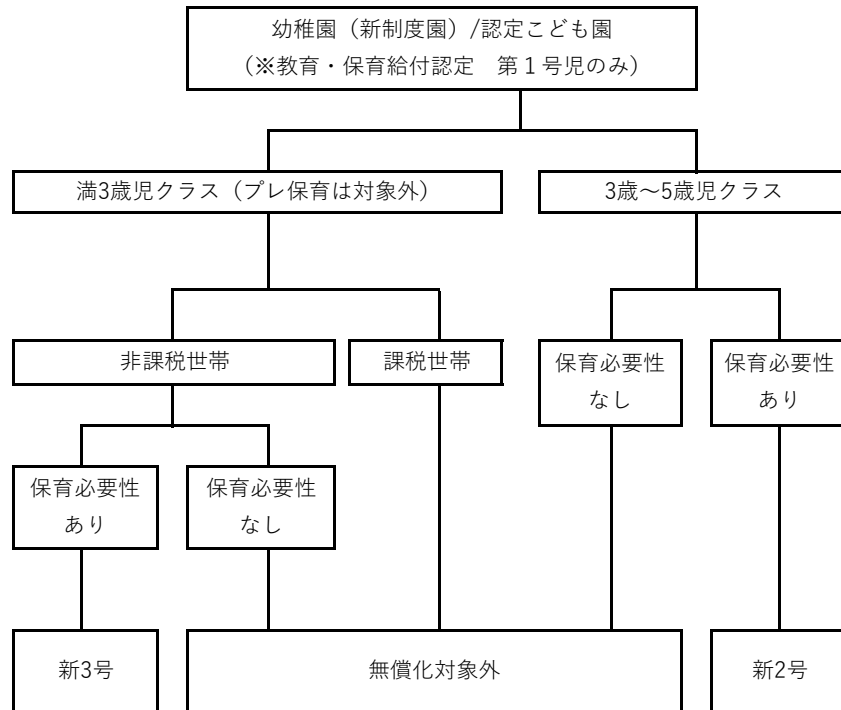 幼稚園（新制度園）/認定こども園
（※教育・保育給付認定　第１号児のみ）
満3歳児クラス（プレ保育は対象外）
3歳～5歳児クラス
非課税世帯
課税世帯
保育必要性
なし
保育必要性
あり
保育必要性
あり
保育必要性
なし
新3号
無償化対象外
新2号